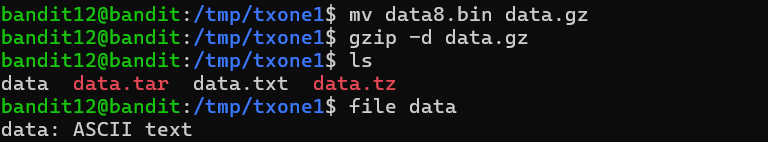 bandit12@bandit:/tmp/txone1$ mv data8.bin data.gz
bandit12@bandit:/tmp/txone1$ gzip -d data.gz
bandit12@bandit:/tmp/txone1$ ls
data  data.tar  data.txt  data.tz
bandit12@bandit:/tmp/txone1$ file data
data: ASCII text